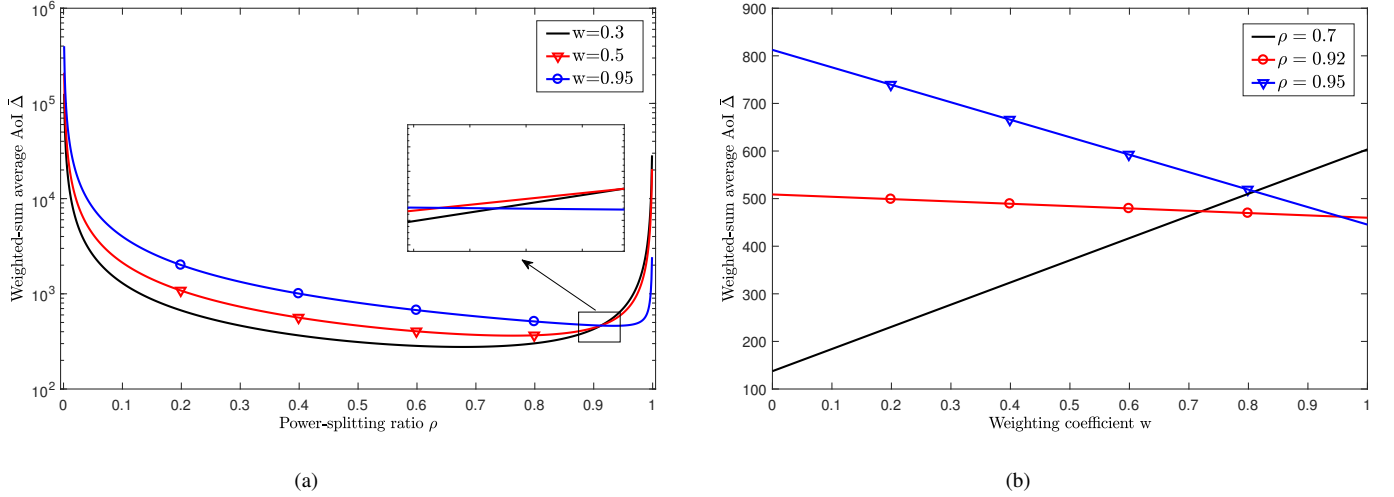 10^6
10^5
10^4
10^3
10^2
Weighted-sum average AoI Δ̄
w=0.3
w=0.5
w=0.95
0 0.1 0.2 0.3 0.4 0.5 0.6 0.7 0.8 0.9 1
Power-splitting ratio ρ
(a)
900
800
700
600
500
400
300
200
100
Weighted-sum average AoI Δ̄
ρ = 0.7
ρ = 0.92
ρ = 0.95
0 0.1 0.2 0.3 0.4 0.5 0.6 0.7 0.8 0.9 1
Weighting coefficient w
(b)